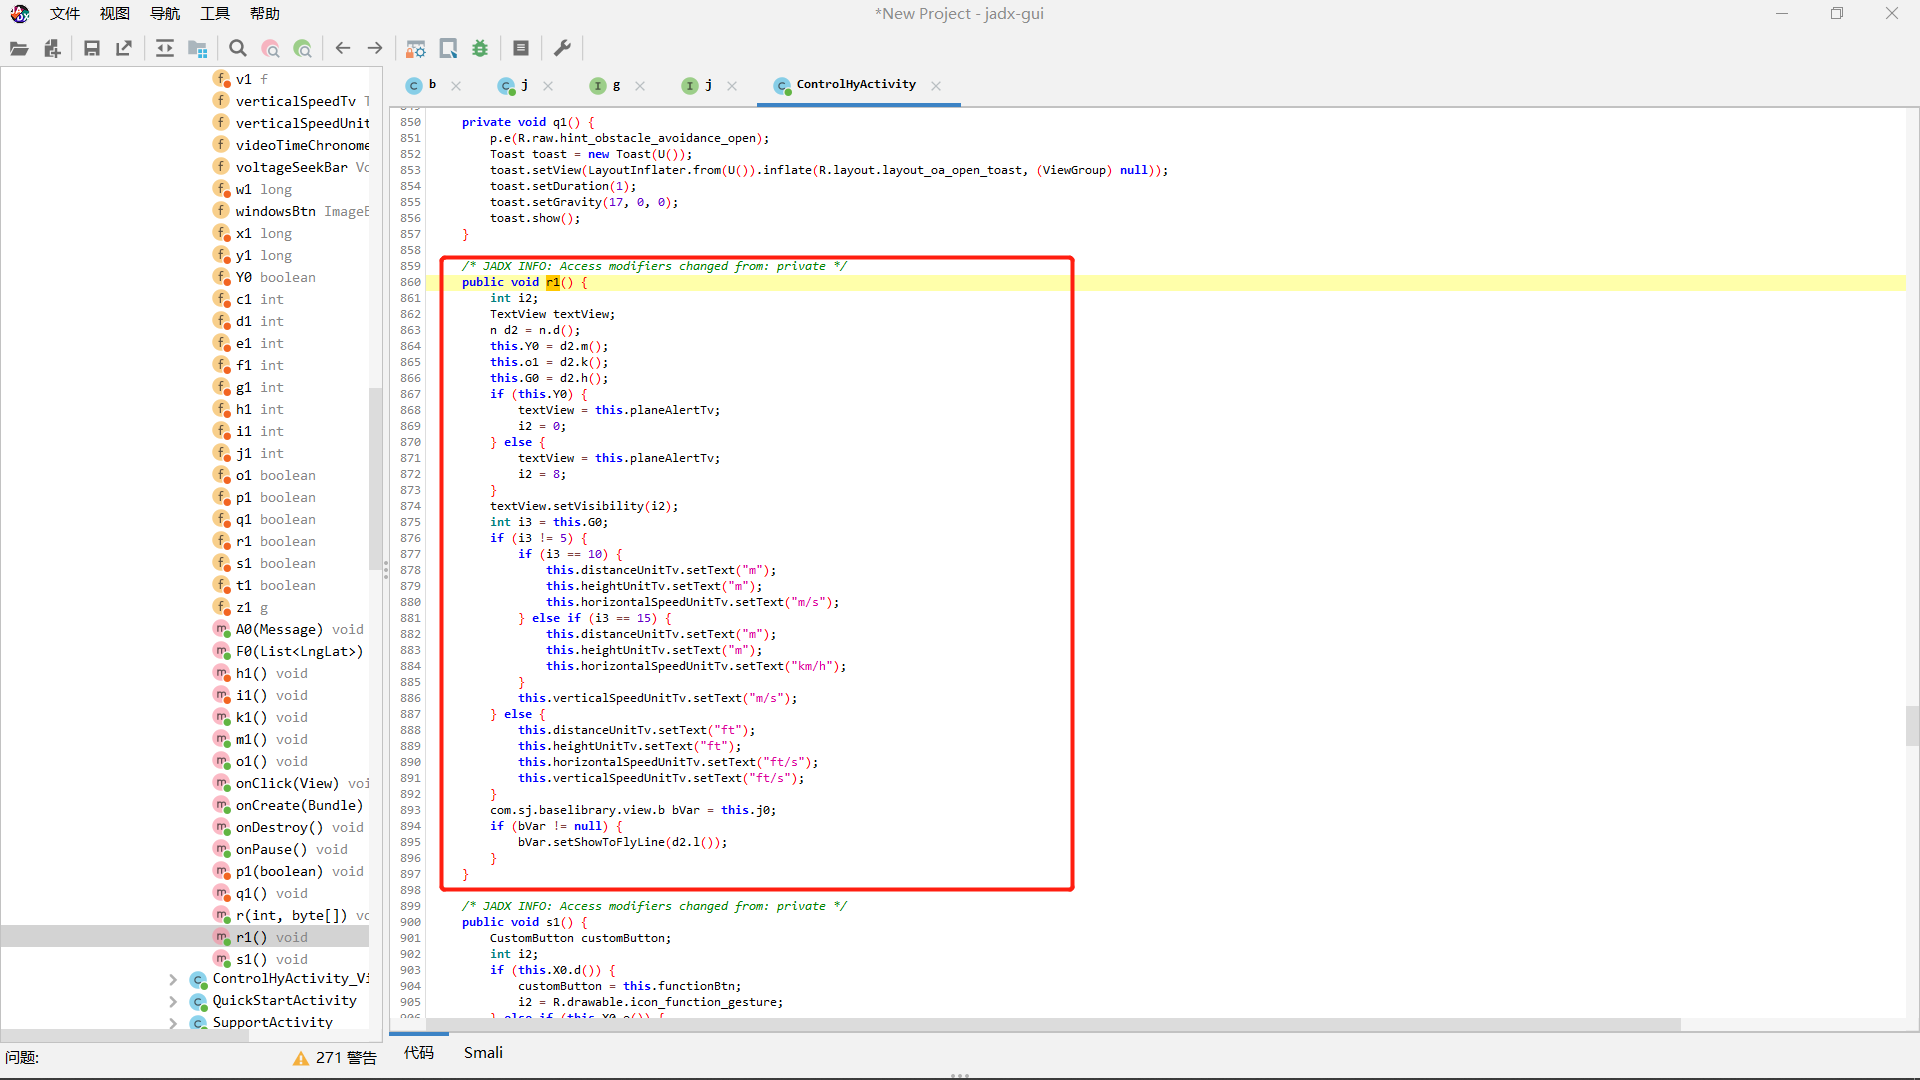 文件 视图 导航 工具 帮助
*New Project - jadx-gui
b j g j ControlHyActivity
v1 f
verticalSpeedTv
verticalSpeedUnit
videoTimeChronome
voltageSeekBar
w1 long
windowsBtn ImageB
x1 long
y1 long
Y0 boolean
c1 int
d1 int
e1 int
f1 int
g1 int
h1 int
i1 int
j1 int
o1 boolean
p1 boolean
q1 boolean
r1 boolean
s1 boolean
t1 boolean
z1 g
A0(Message) void
F0(List<LngLat>)
h1() void
i1() void
k1() void
m1() void
o1() void
onClick(View) voi
onCreate(Bundle)
onDestroy() void
onPause() void
p1(boolean) void
q1() void
r(int, byte[]) vo
r1() void
s1() void
ControlHyActivity_Vi
QuickStartActivity
SupportActivity
问题: 271 警告
850 private void q1() {
851 p.e(R.raw.hint_obstacle_avoidance_open);
852 Toast toast = new Toast(U());
853 toast.setView(LayoutInflater.from(U()).inflate(R.layout.layout_oa_open_toast, (ViewGroup) null));
854 toast.setDuration(1);
855 toast.setGravity(17, 0, 0);
856 toast.show();
857 }
858
859 /* JADX INFO: Access modifiers changed from: private */
860 public void r1() {
861 int i2;
862 TextView textView;
863 n d2 = n.d();
864 this.Y0 = d2.m();
865 this.o1 = d2.k();
866 this.G0 = d2.h();
867 if (this.Y0) {
868 textView = this.planeAlertTv;
869 i2 = 0;
870 } else {
871 textView = this.planeAlertTv;
872 i2 = 8;
873 }
874 textView.setVisibility(i2);
875 int i3 = this.G0;
876 if (i3 != 5) {
877 if (i3 == 10) {
878 this.distanceUnitTv.setText("m");
879 this.heightUnitTv.setText("m");
880 this.horizontalSpeedUnitTv.setText("m/s");
881 } else if (i3 == 15) {
882 this.distanceUnitTv.setText("m");
883 this.heightUnitTv.setText("m");
884 this.horizontalSpeedUnitTv.setText("km/h");
885 }
886 this.verticalSpeedUnitTv.setText("m/s");
887 } else {
888 this.distanceUnitTv.setText("ft");
889 this.heightUnitTv.setText("ft");
890 this.horizontalSpeedUnitTv.setText("ft/s");
891 this.verticalSpeedUnitTv.setText("ft/s");
892 }
893 com.sj.baselibrary.view.b bVar = this.j0;
894 if (bVar != null) {
895 bVar.setShowToFlyLine(d2.l());
896 }
897 }
898
899 /* JADX INFO: Access modifiers changed from: private */
900 public void s1() {
901 CustomButton customButton;
902 int i2;
903 if (this.X0.d()) {
904 customButton = this.functionBtn;
905 i2 = R.drawable.icon_function_gesture;
906 } else if (this.X0.e()) {
代码 Smali